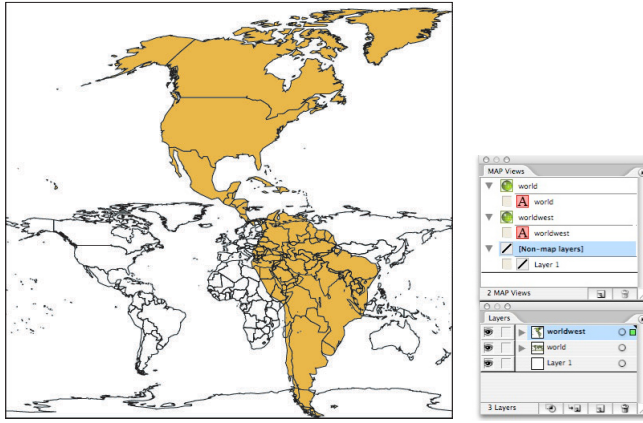 MAP Views
world
A world
worldwest
A worldwest
[Non-map layers]
Layer 1
2 MAP Views
Layers
worldwest
world
Layer 1
3 Layers